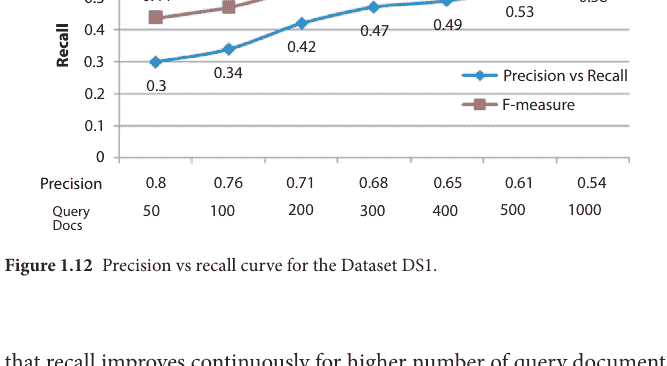 0.4
0.3
0.2
0.1
0
Recall
0.3
0.34
0.42
0.47
0.49
0.53
Precision vs Recall
F-measure
Precision 0.8 0.76 0.71 0.68 0.65 0.61 0.54
Query Docs 50 100 200 300 400 500 1000
Figure 1.12 Precision vs recall curve for the Dataset DS1.
that recall improves continuously for higher number of query document